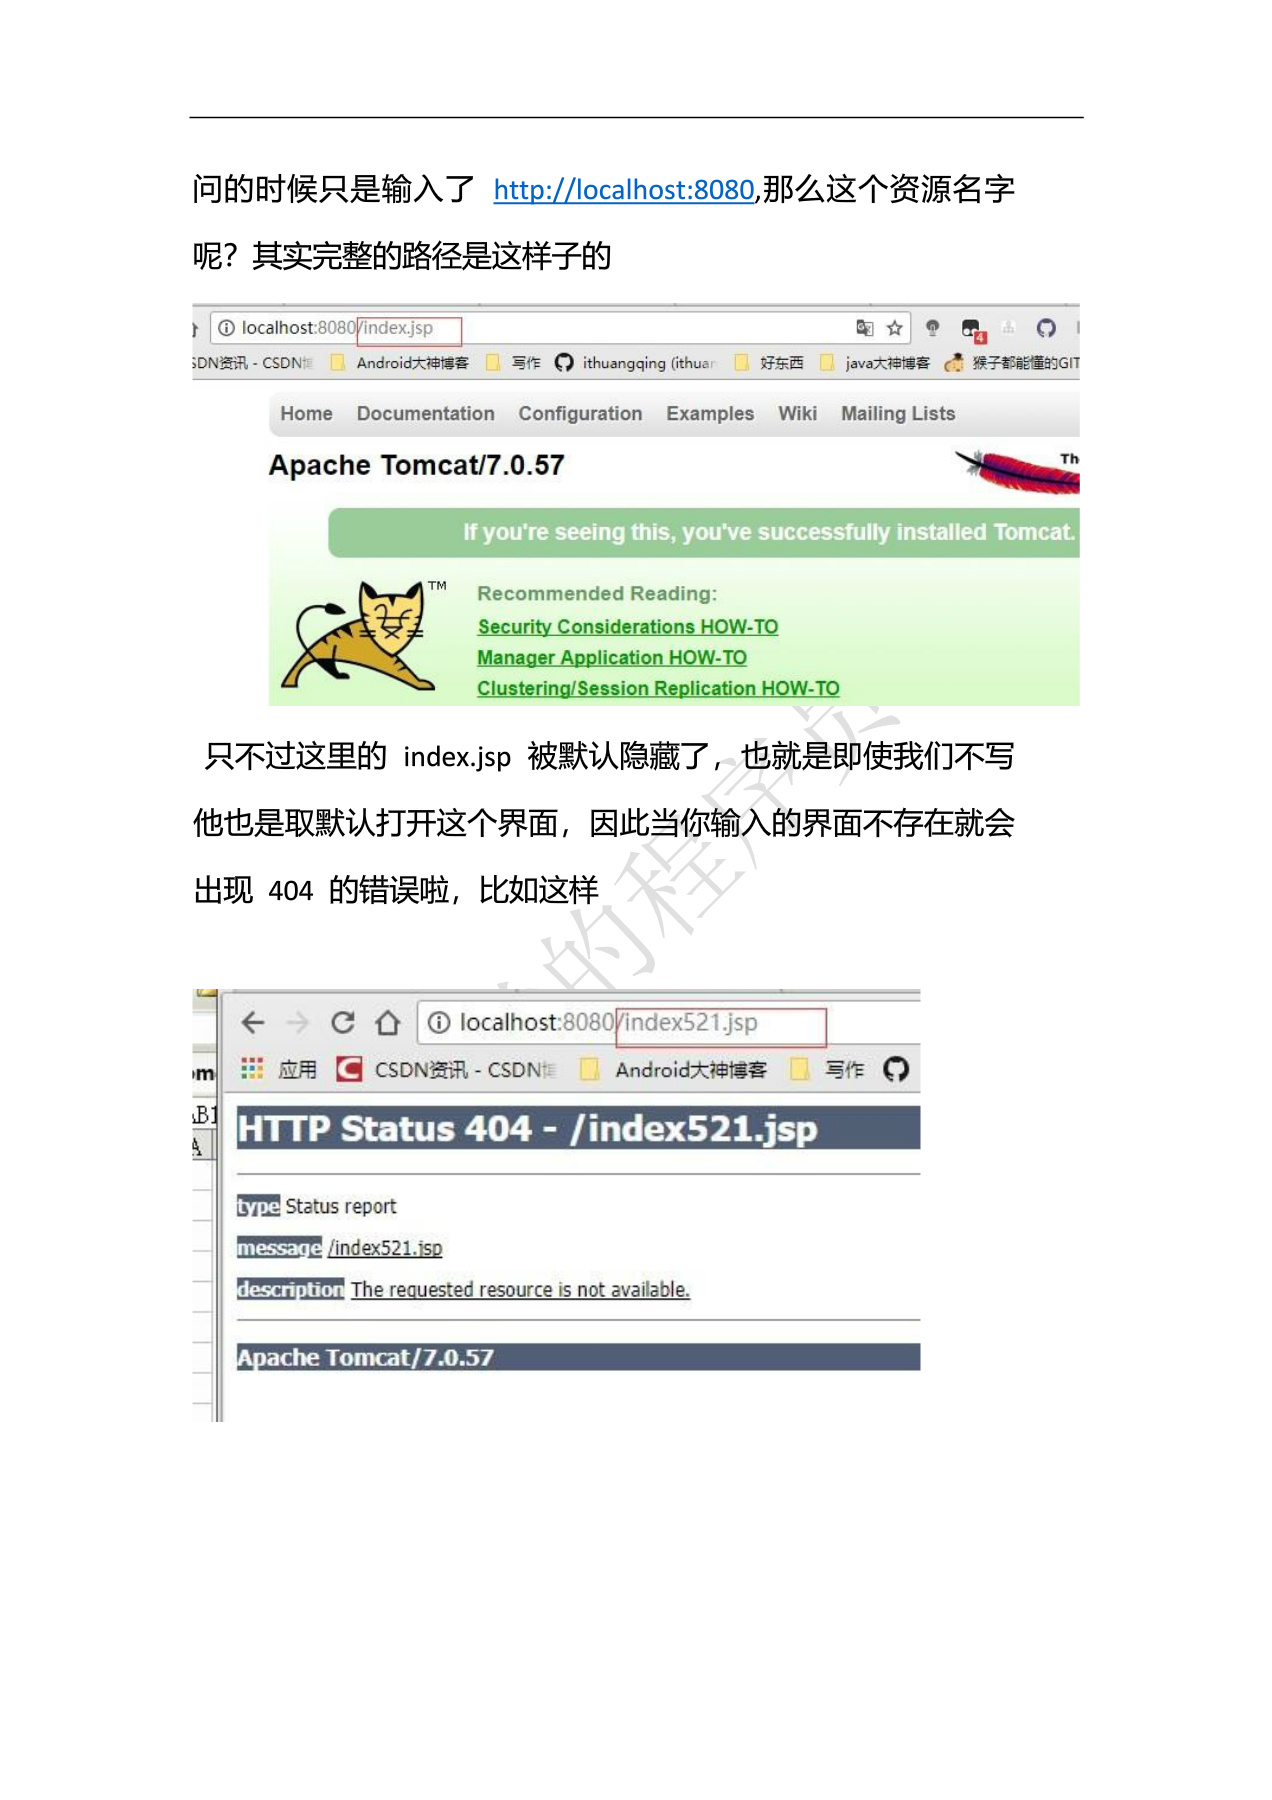 问的时候只是输入了 http://localhost:8080,那么这个资源名字
呢？其实完整的路径是这样子的
localhost:8080/index.jsp
SDN资讯 - CSDN Android大神博客 写作 ithuangqing (ithuar 好东西 java大神博客 猴子都能懂的GIT
Home Documentation Configuration Examples Wiki Mailing Lists
Apache Tomcat/7.0.57
Th
If you're seeing this, you've successfully installed Tomcat.
TM
Recommended Reading:
Security Considerations HOW-TO
Manager Application HOW-TO
Clustering/Session Replication HOW-TO
只不过这里的 index.jsp 被默认隐藏了，也就是即使我们不写
他也是取默认打开这个界面，因此当你输入的界面不存在就会
出现 404 的错误啦，比如这样
的程序员
localhost:8080/index521.jsp
应用 CSDN资讯 - CSDN Android大神博客 写作
HTTP Status 404 - /index521.jsp
type Status report
message /index521.jsp
description The requested resource is not available.
Apache Tomcat/7.0.57